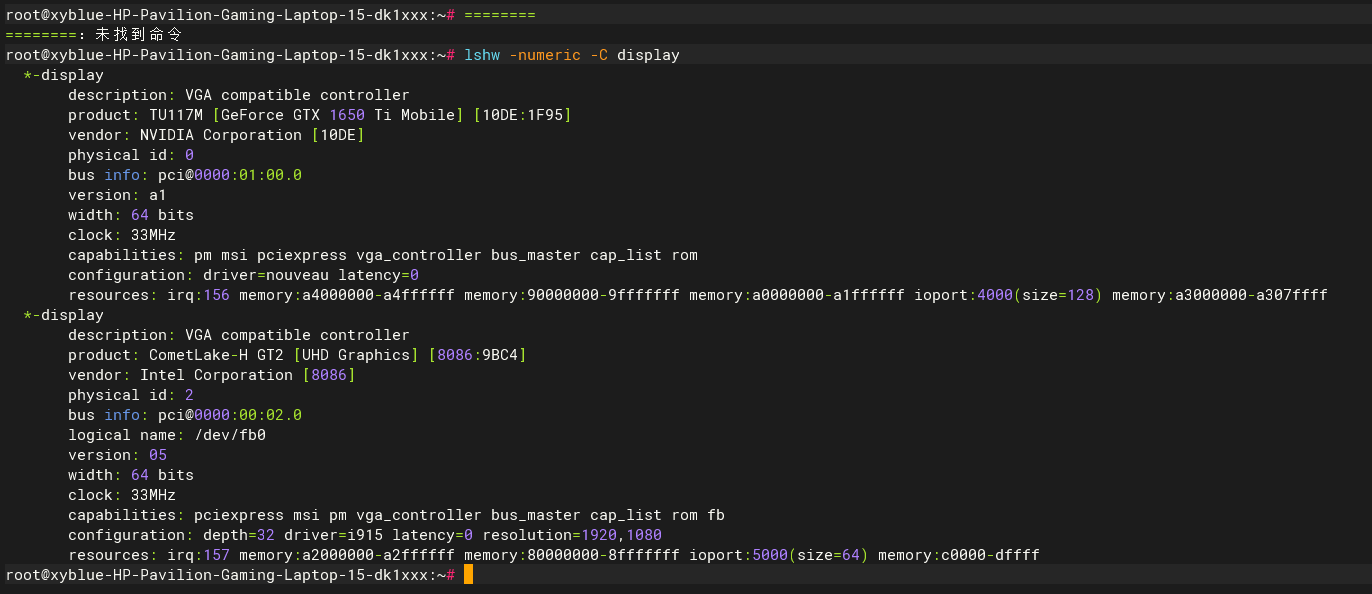 root@xyblue-HP-Pavilion-Gaming-Laptop-15-dk1xxx:~# ========
========: 未找到命令
root@xyblue-HP-Pavilion-Gaming-Laptop-15-dk1xxx:~# lshw -numeric -C display
  *-display
       description: VGA compatible controller
       product: TU117M [GeForce GTX 1650 Ti Mobile] [10DE:1F95]
       vendor: NVIDIA Corporation [10DE]
       physical id: 0
       bus info: pci@0000:01:00.0
       version: a1
       width: 64 bits
       clock: 33MHz
       capabilities: pm msi pciexpress vga_controller bus_master cap_list rom
       configuration: driver=nouveau latency=0
       resources: irq:156 memory:a4000000-a4ffffff memory:90000000-9fffffff memory:a0000000-a1ffffff ioport:4000(size=128) memory:a3000000-a307ffff
  *-display
       description: VGA compatible controller
       product: CometLake-H GT2 [UHD Graphics] [8086:9BC4]
       vendor: Intel Corporation [8086]
       physical id: 2
       bus info: pci@0000:00:02.0
       logical name: /dev/fb0
       version: 05
       width: 64 bits
       clock: 33MHz
       capabilities: pciexpress msi pm vga_controller bus_master cap_list rom fb
       configuration: depth=32 driver=i915 latency=0 resolution=1920,1080
       resources: irq:157 memory:a2000000-a2ffffff memory:80000000-8fffffff ioport:5000(size=64) memory:c0000-dffff
root@xyblue-HP-Pavilion-Gaming-Laptop-15-dk1xxx:~#